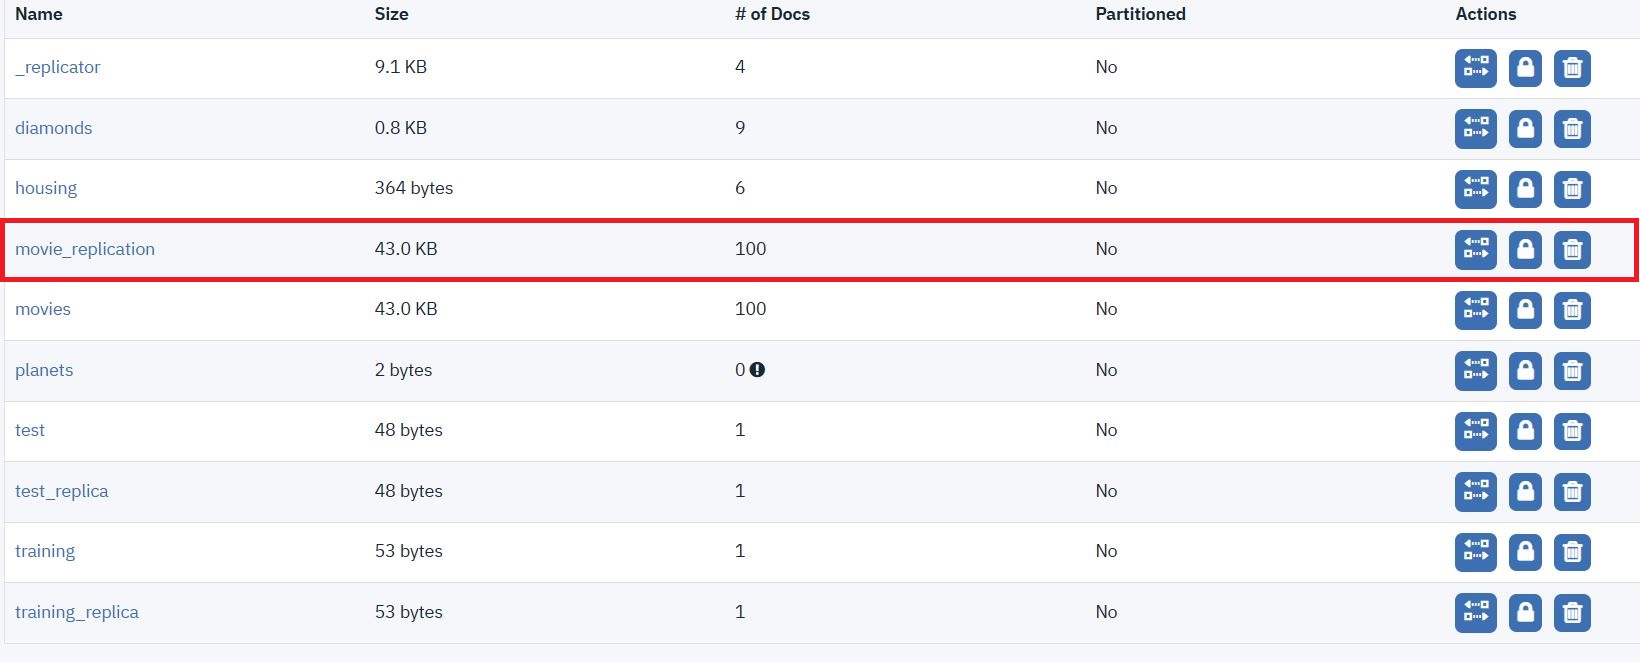 Name Size # of Docs Partitioned Actions
_replicator 9.1 KB 4 No
diamonds 0.8 KB 9 No
housing 364 bytes 6 No
movie_replication 43.0 KB 100 No
movies 43.0 KB 100 No
planets 2 bytes 0 No
test 48 bytes 1 No
test_replica 48 bytes 1 No
training 53 bytes 1 No
training_replica 53 bytes 1 No